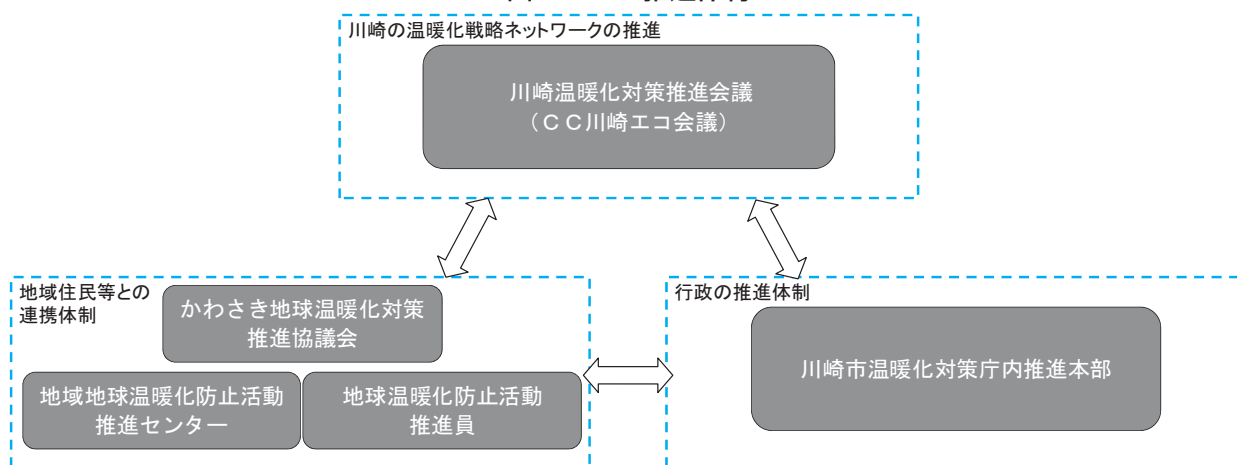 川崎の温暖化戦略ネットワークの推進
川崎温暖化対策推進会議
（ＣＣ川崎エコ会議）
地域住民等との
連携体制
かわさき地球温暖化対策
推進協議会
地域地球温暖化防止活動
推進センター
地球温暖化防止活動
推進員
行政の推進体制
川崎市温暖化対策庁内推進本部